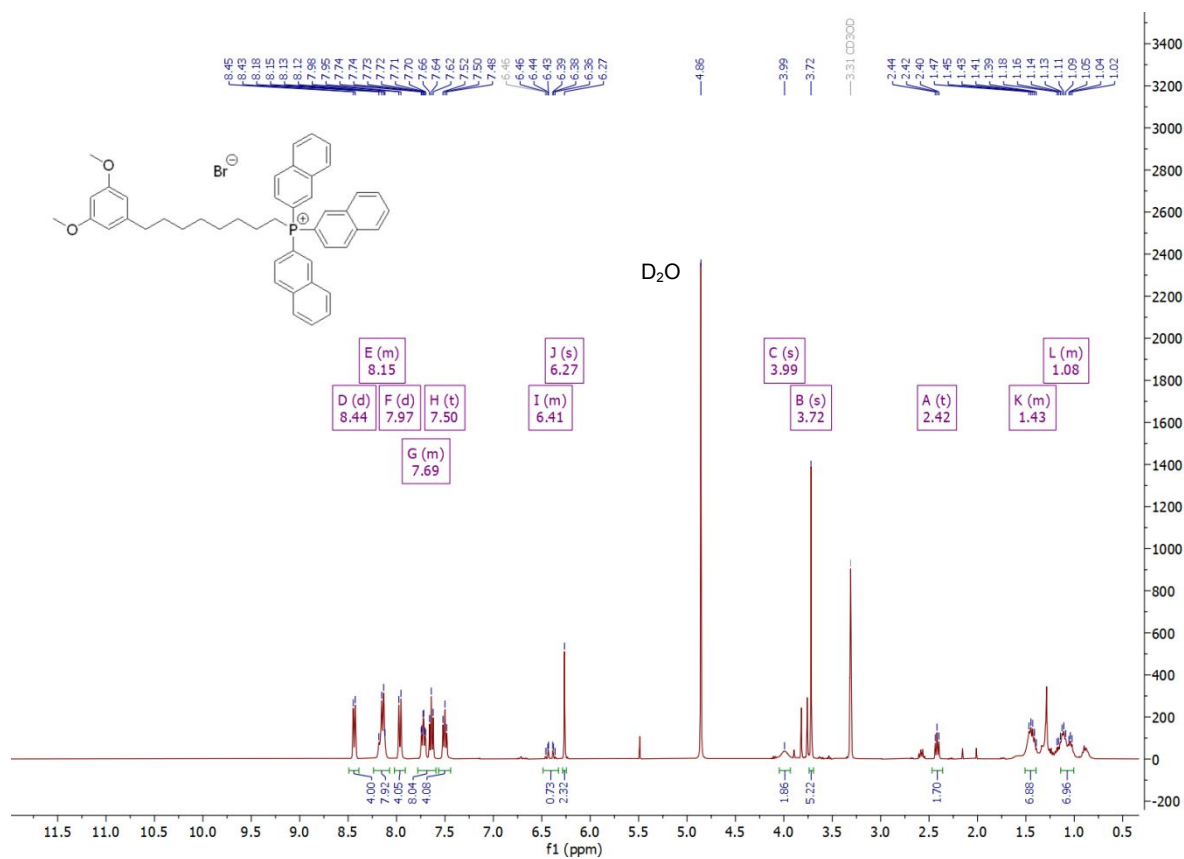 8.45 8.43 8.18 8.15 8.13 8.12 7.98 7.95 7.74 7.74 7.73 7.72 7.71 7.70 7.66 7.64 7.62 7.52 7.50 7.48 6.46 6.46 6.44 6.43 6.39 6.38 6.36 6.27
4.86
3.99
3.72
3.31 CD3OD
2.44 2.42 2.40 1.47 1.45 1.43 1.41 1.39 1.18 1.16 1.14 1.13 1.11 1.09 1.05 1.04 1.02
O
O
Br ⊖
P ⊕
D₂O
E (m)
8.15
J (s)
6.27
C (s)
3.99
L (m)
1.08
D (d)
8.44
F (d)
7.97
H (t)
7.50
I (m)
6.41
B (s)
3.72
A (t)
2.42
K (m)
1.43
G (m)
7.69
3400
3200
3000
2800
2600
2400
2200
2000
1800
1600
1400
1200
1000
800
600
400
200
0
-200
4.00 7.92 4.05 8.04 4.08 0.73 2.32 1.86 5.22 1.70 6.88 6.96
11.5 11.0 10.5 10.0 9.5 9.0 8.5 8.0 7.5 7.0 6.5 6.0 5.5 5.0 4.5 4.0 3.5 3.0 2.5 2.0 1.5 1.0 0.5
f1 (ppm)